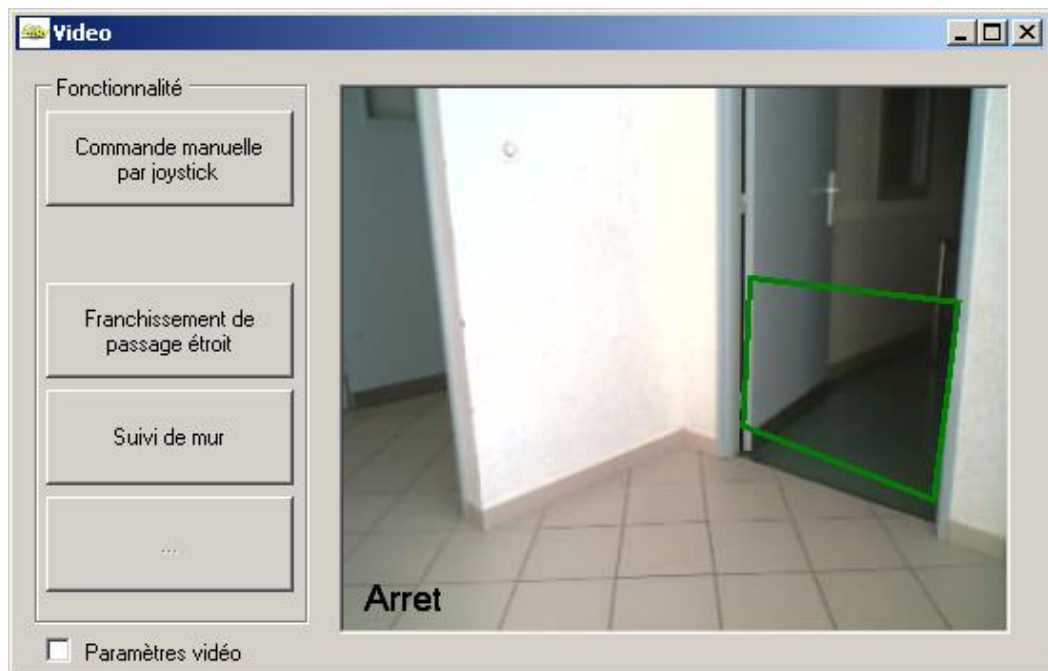 Video
Fonctionnalité
Commande manuelle
par joystick
Franchissement de
passage étroit
Suivi de mur
...
Arret
Paramètres vidéo